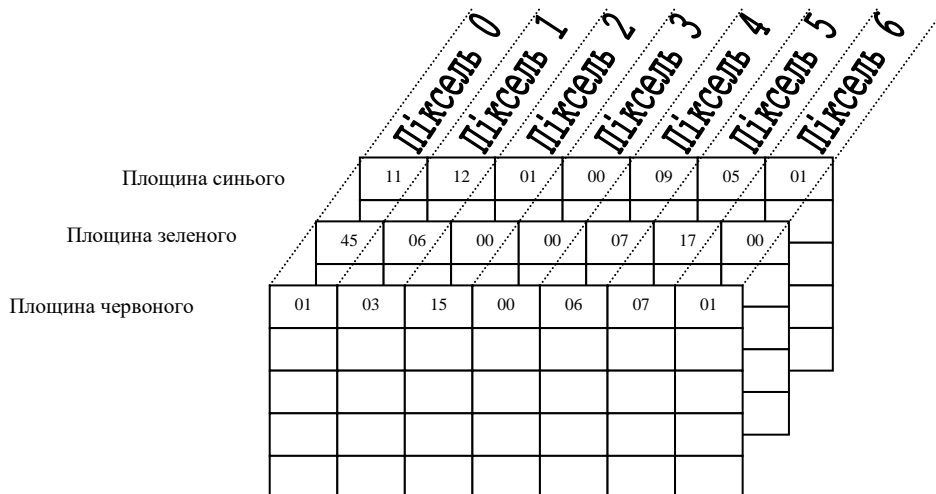 Піксель 0 Піксель 1 Піксель 2 Піксель 3 Піксель 4 Піксель 5 Піксель 6
Площина синього 11 12 01 00 09 05 01
Площина зеленого 45 06 00 00 07 17 00
Площина червоного 01 03 15 00 06 07 01